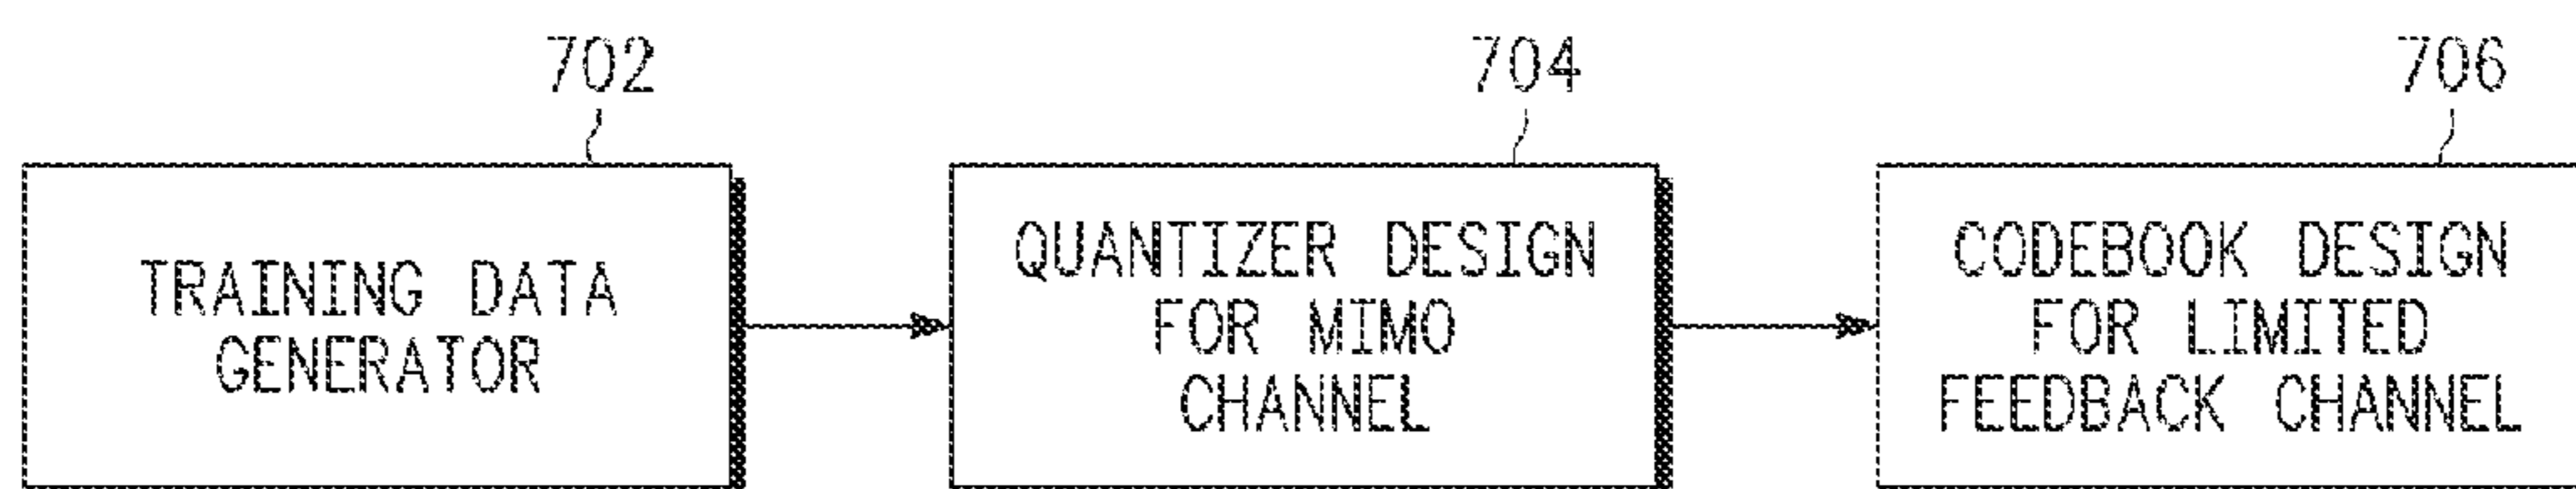 702
704
706
TRAINING DATA
GENERATOR
QUANTIZER DESIGN
FOR MIMO
CHANNEL
CODEBOOK DESIGN
FOR LIMITED
FEEDBACK CHANNEL